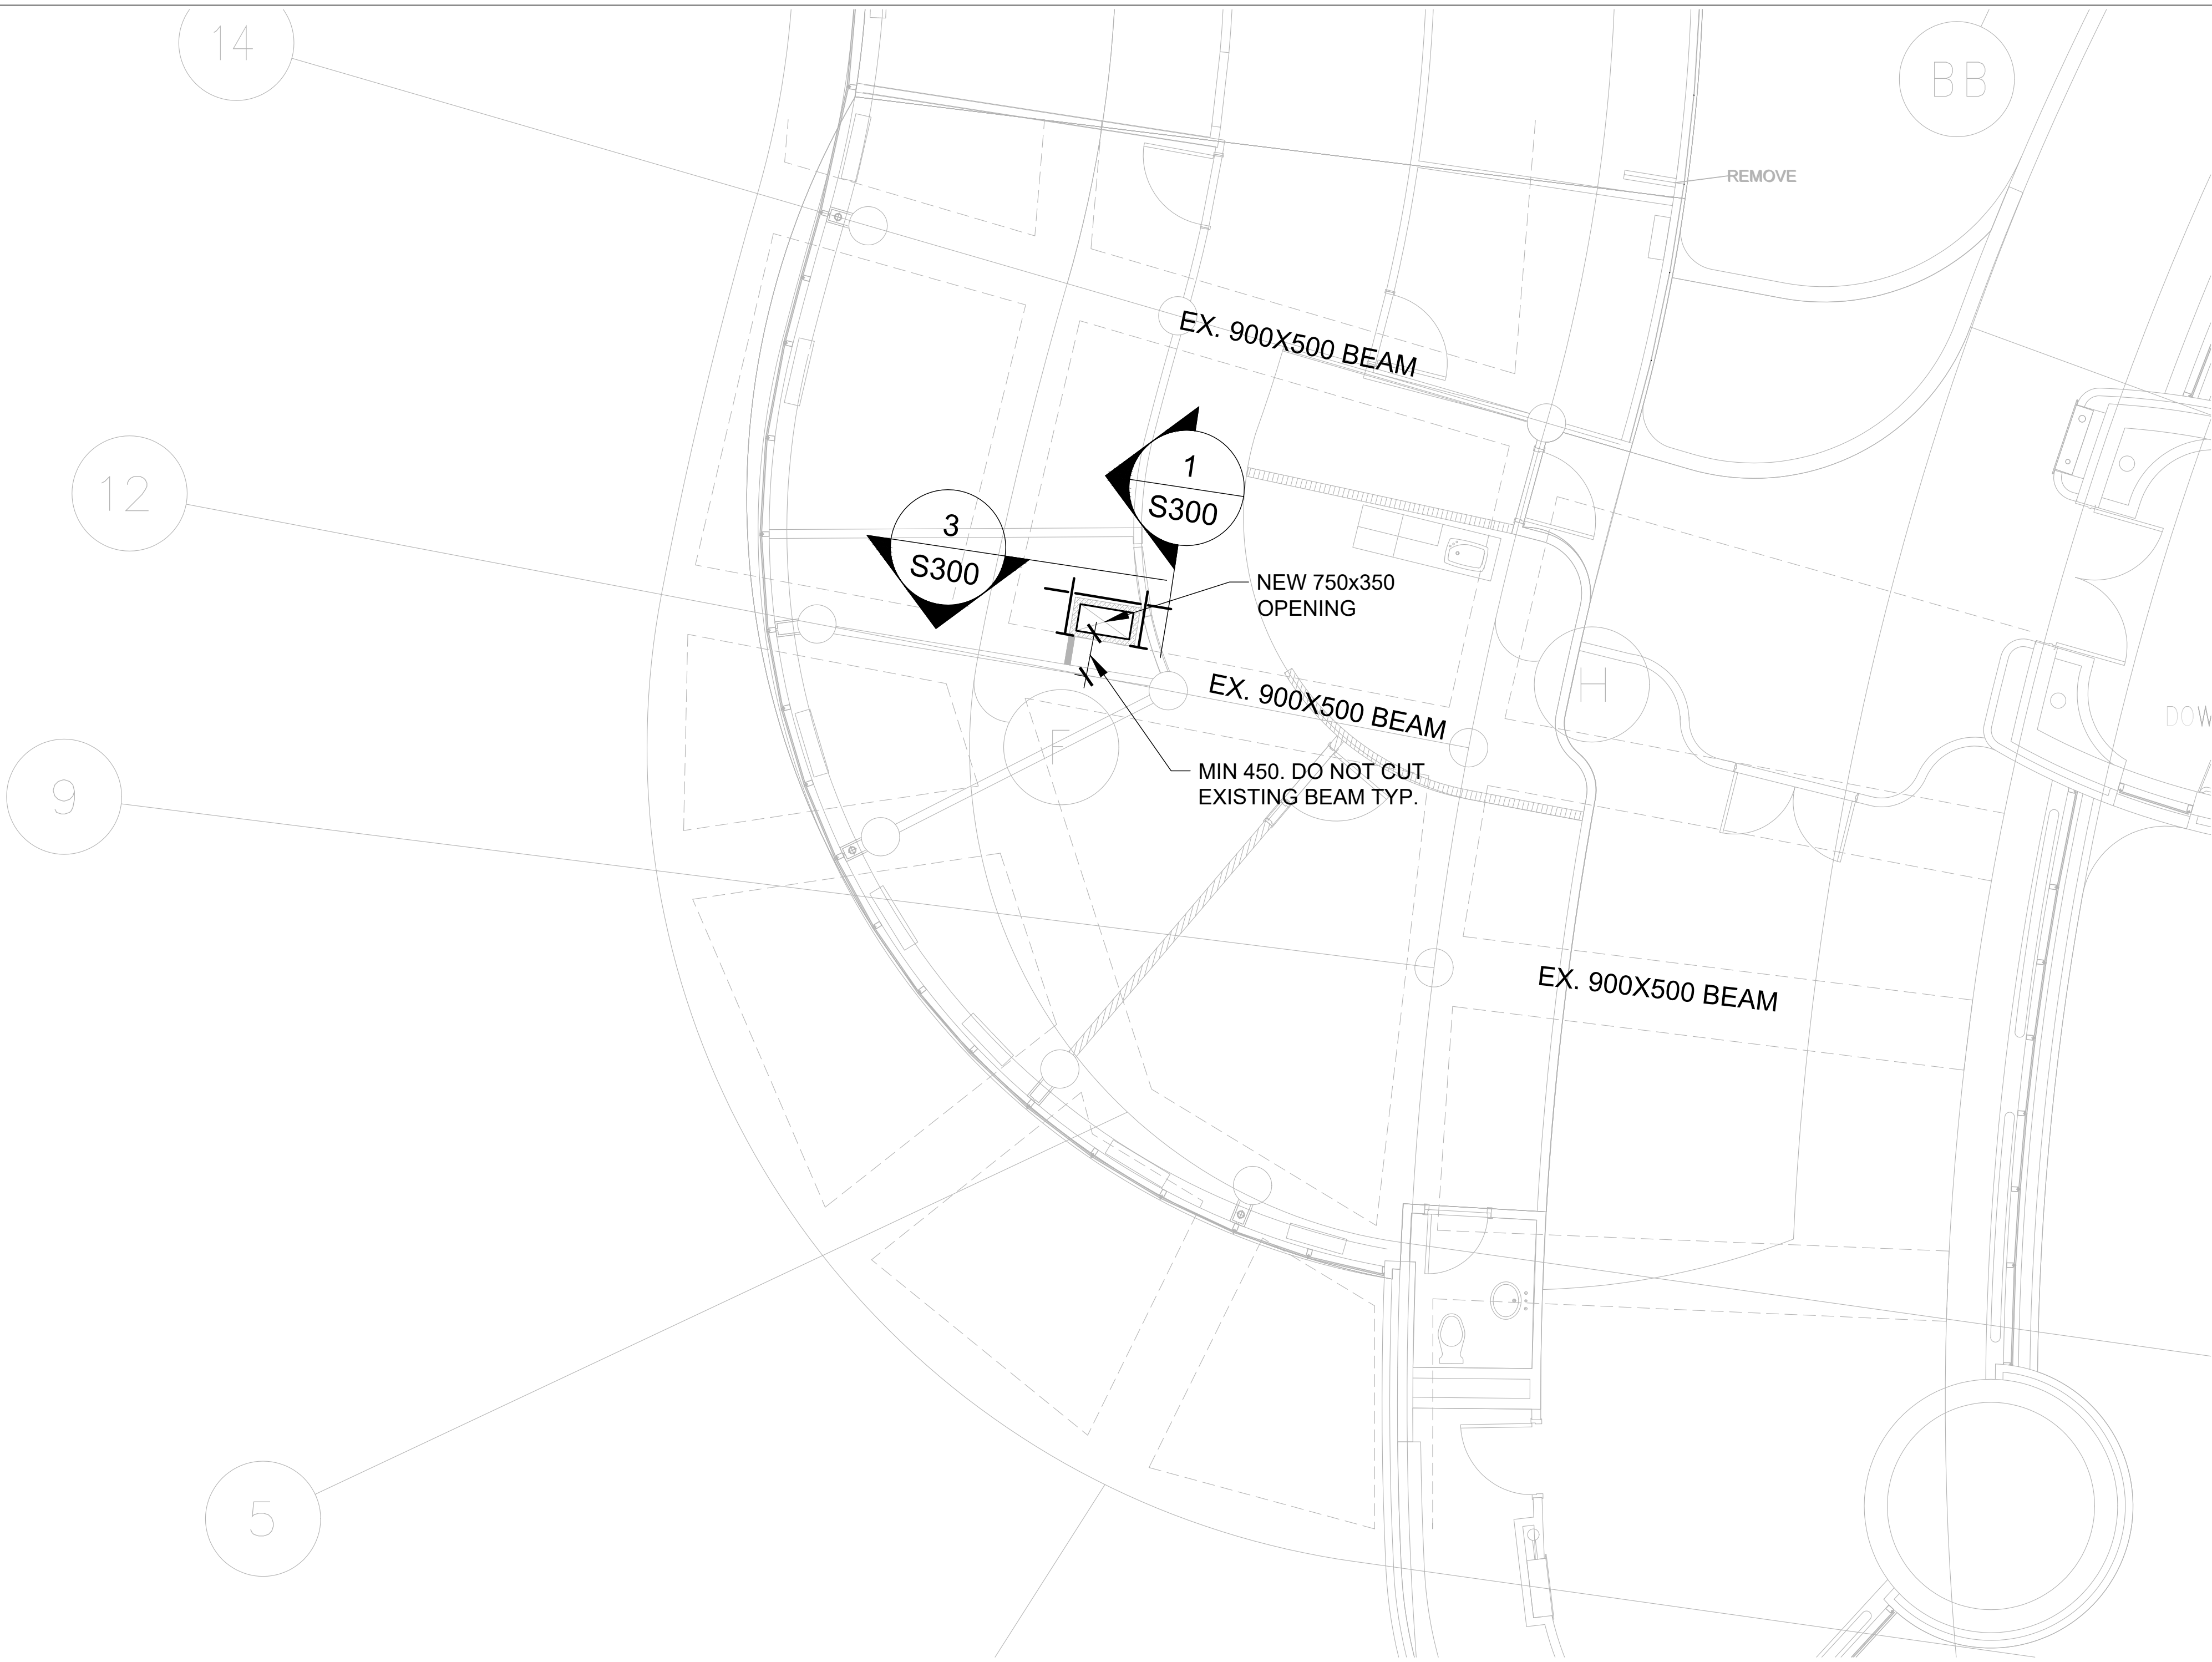 14
BB
REMOVE
EX. 900X500 BEAM
12
1
S300
3
S300
NEW 750x350
OPENING
H
EX. 900X500 BEAM
F
DOW
MIN 450. DO NOT CUT
EXISTING BEAM TYP.
9
EX. 900X500 BEAM
5